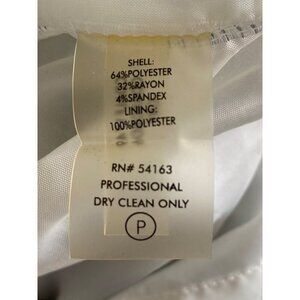 SHELL:
64%POLYESTER
32%RAYON
4%SPANDEX
LINING:
100%POLYESTER
RN# 54163
PROFESSIONAL
DRY CLEAN ONLY
P